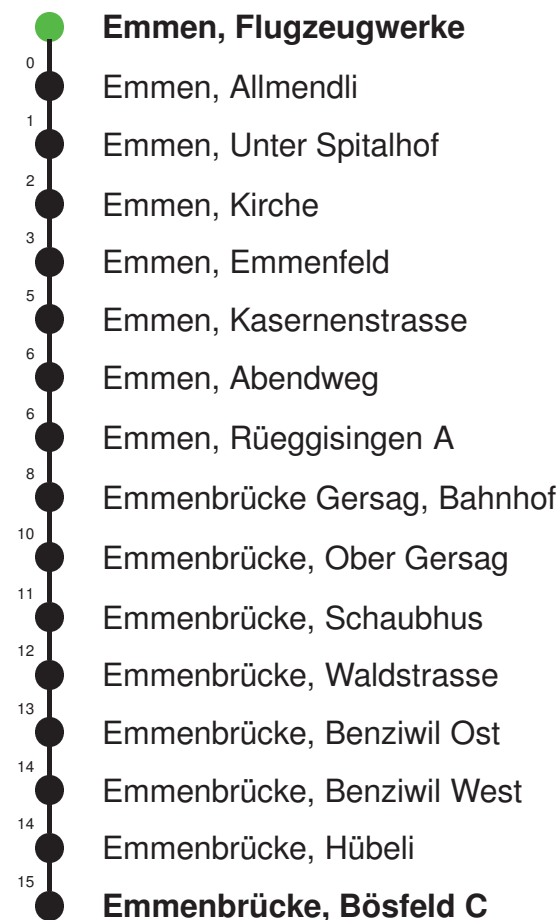 Emmen, Flugzeugwerke
0
Emmen, Allmendli
1
Emmen, Unter Spitalhof
2
Emmen, Kirche
3
Emmen, Emmenfeld
5
Emmen, Kasernenstrasse
6
Emmen, Abendweg
6
Emmen, Rüeggisingen A
8
Emmenbrücke Gersag, Bahnhof
10
Emmenbrücke, Ober Gersag
11
Emmenbrücke, Schaubhus
12
Emmenbrücke, Waldstrasse
13
Emmenbrücke, Benziwil Ost
14
Emmenbrücke, Benziwil West
14
Emmenbrücke, Hübeli
15
Emmenbrücke, Bösfeld C